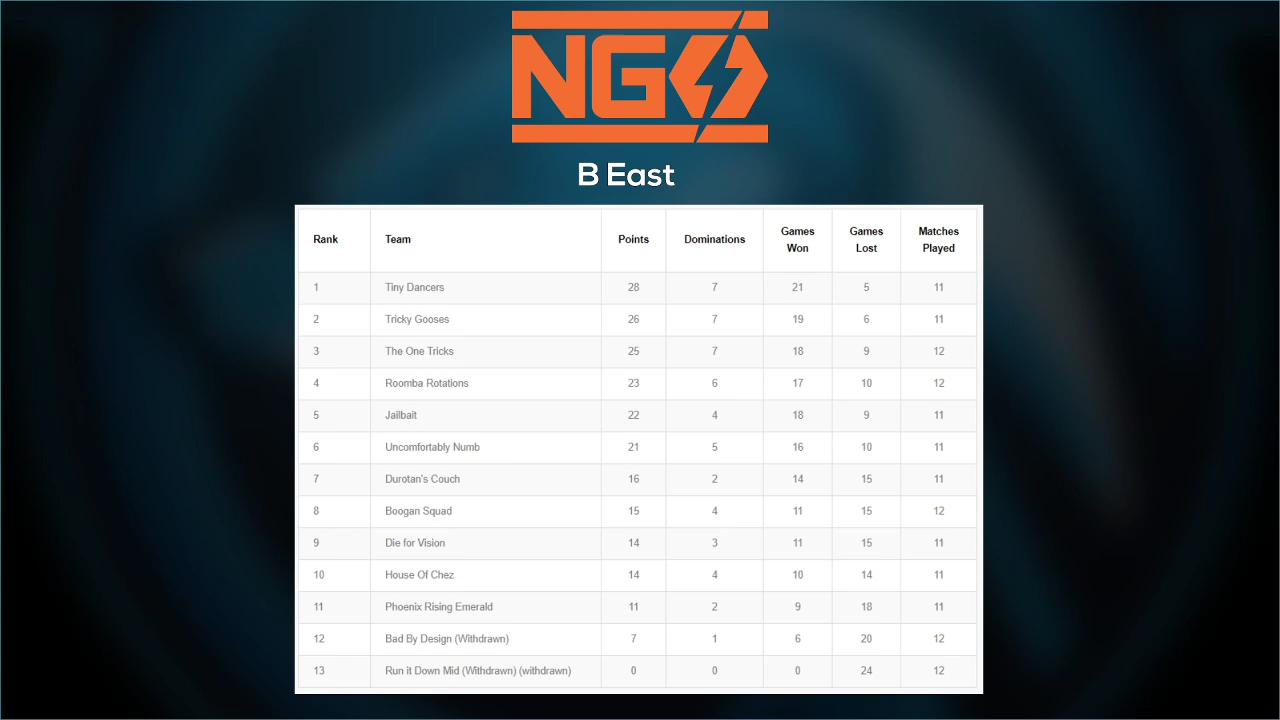 NGO
B East
Rank Team Points Dominations Games Won Games Lost Matches Played
1 Tiny Dancers 28 7 21 5 11
2 Tricky Gooses 26 7 19 6 11
3 The One Tricks 25 7 18 9 12
4 Roomba Rotations 23 6 17 10 12
5 Jailbait 22 4 18 9 11
6 Uncomfortably Numb 21 5 16 10 11
7 Durotan's Couch 16 2 14 15 11
8 Boogan Squad 15 4 11 15 12
9 Die for Vision 14 3 11 15 11
10 House Of Chez 14 4 10 14 11
11 Phoenix Rising Emerald 11 2 9 18 11
12 Bad By Design (Withdrawn) 7 1 6 20 12
13 Run it Down Mid (Withdrawn) (withdrawn) 0 0 0 24 12